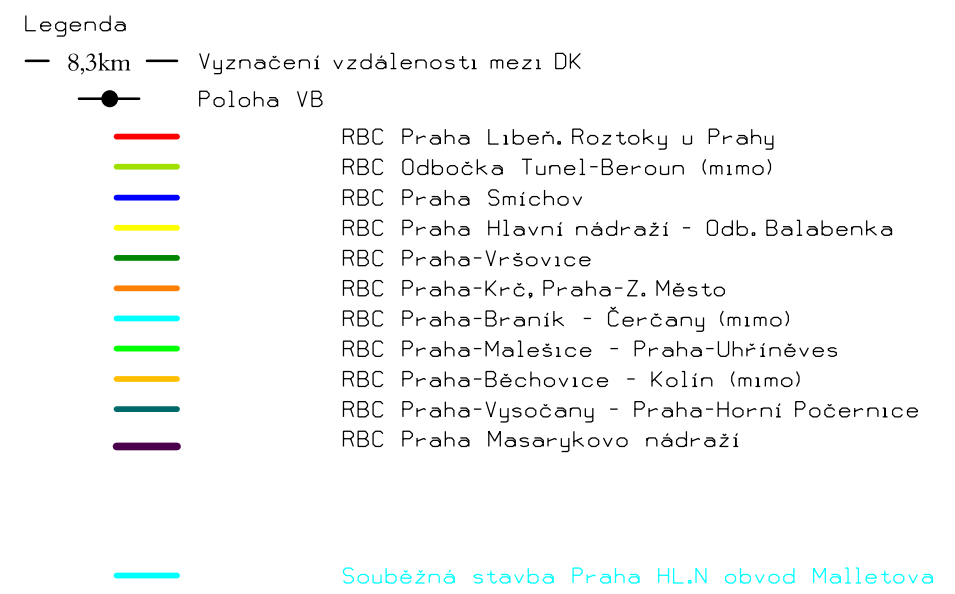 Legenda
8,3km Vyznačení vzdálenosti mezi DK
Poloha VB
RBC Praha Libeň. Roztoky u Prahy
RBC Odbočka Tunel-Beroun (mimo)
RBC Praha Smíchov
RBC Praha Hlavní nádraží - Odb. Balabenka
RBC Praha-Vršovice
RBC Praha-Krč, Praha-Z. Město
RBC Praha-Braník - Čerčany (mimo)
RBC Praha-Malešice - Praha-Uhříněves
RBC Praha-Běchovice - Kolín (mimo)
RBC Praha-Vysočany - Praha-Horní Počernice
RBC Praha Masarykovo nádraží
Souběžná stavba Praha HL.N obvod Malletova